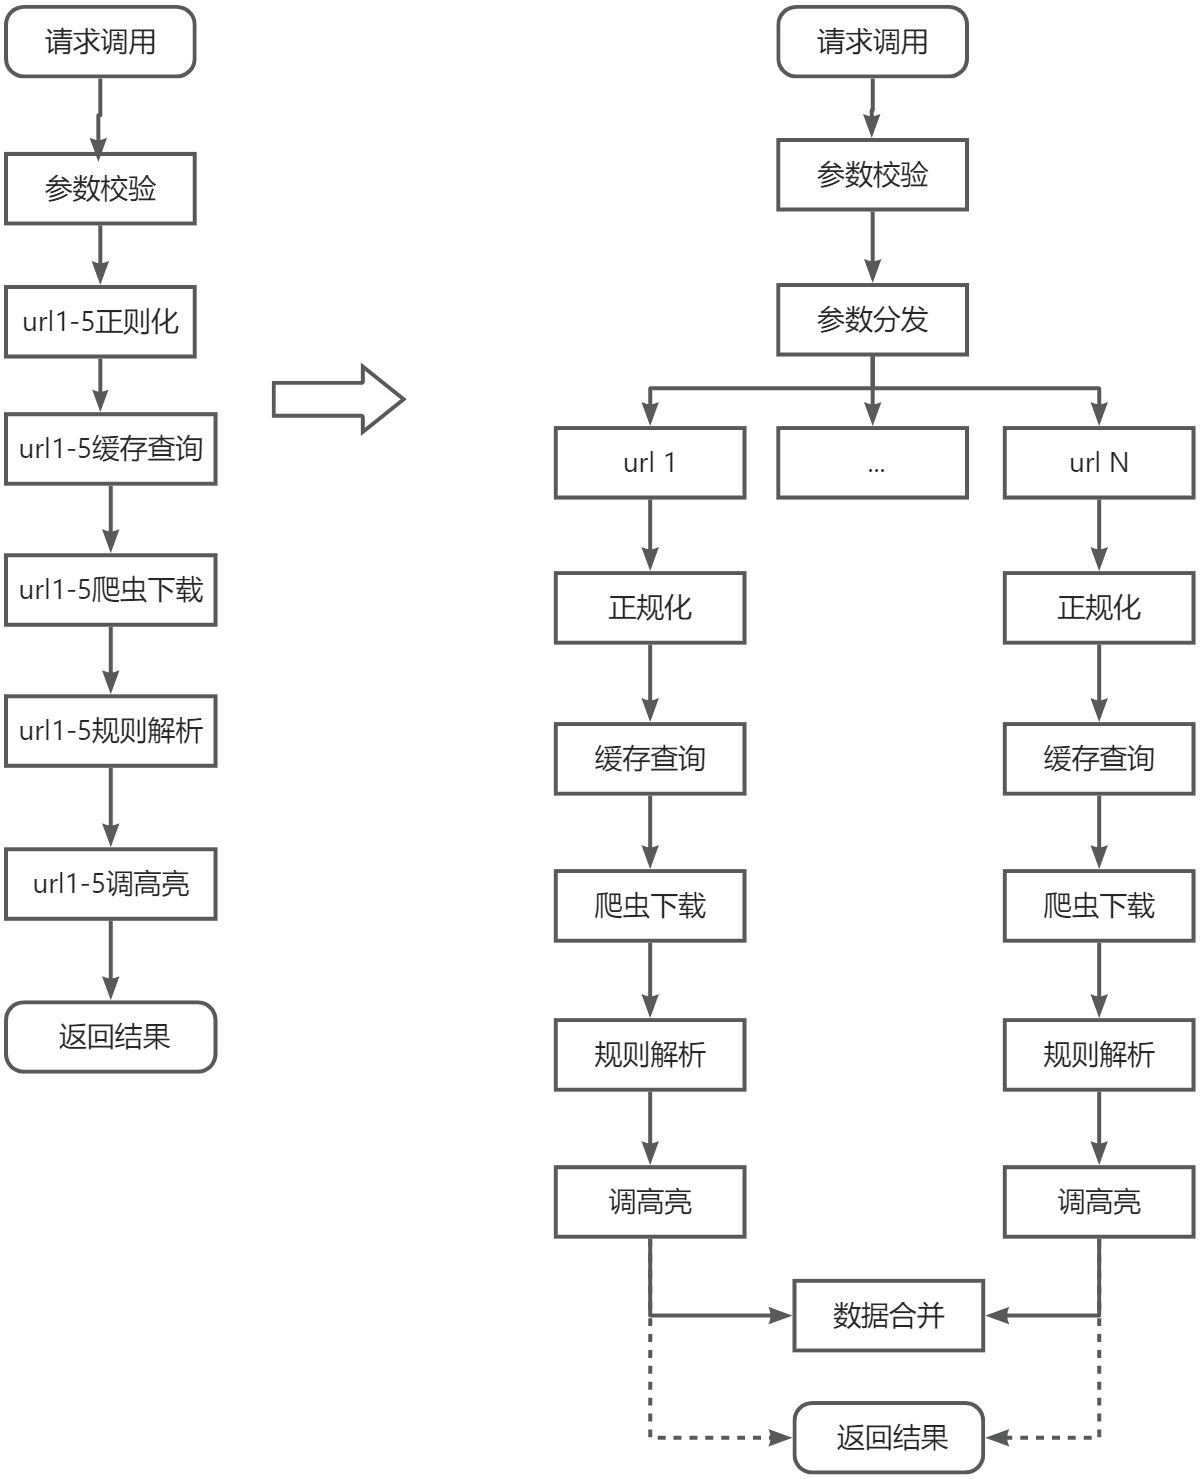 请求调用
参数校验
url1-5正则化
url1-5缓存查询
url1-5爬虫下载
url1-5规则解析
url1-5调高亮
返回结果
请求调用
参数校验
参数分发
url 1
...
url N
正规化
正规化
缓存查询
缓存查询
爬虫下载
爬虫下载
规则解析
规则解析
调高亮
调高亮
数据合并
返回结果